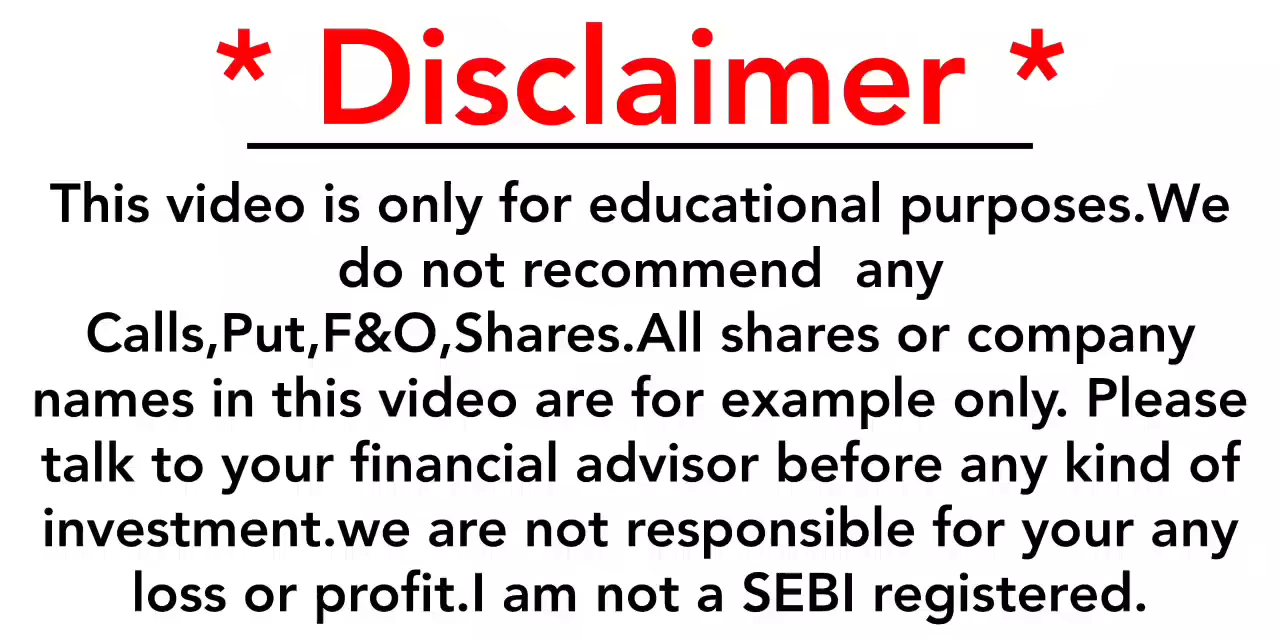 * Disclaimer *
This video is only for educational purposes.We
do not recommend  any
Calls,Put,F&O,Shares.All shares or company
names in this video are for example only. Please
talk to your financial advisor before any kind of
investment.we are not responsible for your any
loss or profit.I am not a SEBI registered.